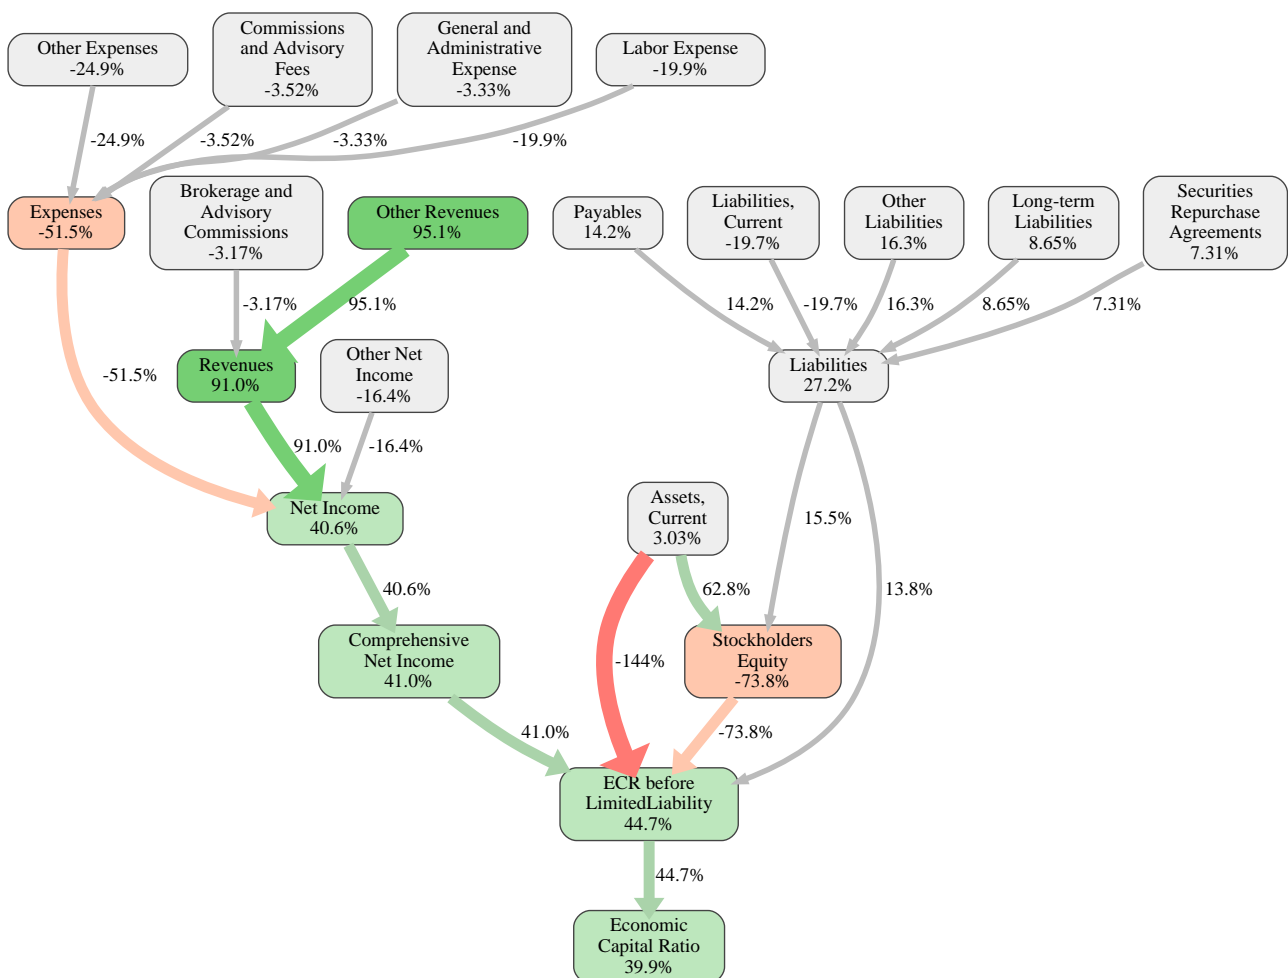 Other Expenses
-24.9%
Commissions
and Advisory
Fees
-3.52%
General and
Administrative
Expense
-3.33%
Labor Expense
-19.9%
-24.9%
-3.52%
-3.33%
-19.9%
Expenses
-51.5%
Brokerage and
Advisory
Commissions
-3.17%
Other Revenues
95.1%
Payables
14.2%
Liabilities,
Current
-19.7%
Other
Liabilities
16.3%
Long-term
Liabilities
8.65%
Securities
Repurchase
Agreements
7.31%
-3.17%
95.1%
14.2%
-19.7%
16.3%
8.65%
7.31%
-51.5%
Revenues
91.0%
Other Net
Income
-16.4%
Liabilities
27.2%
91.0%
-16.4%
Net Income
40.6%
Assets,
Current
3.03%
15.5%
40.6%
62.8%
13.8%
Comprehensive
Net Income
41.0%
-144%
Stockholders
Equity
-73.8%
41.0%
-73.8%
ECR before
LimitedLiability
44.7%
44.7%
Economic
Capital Ratio
39.9%